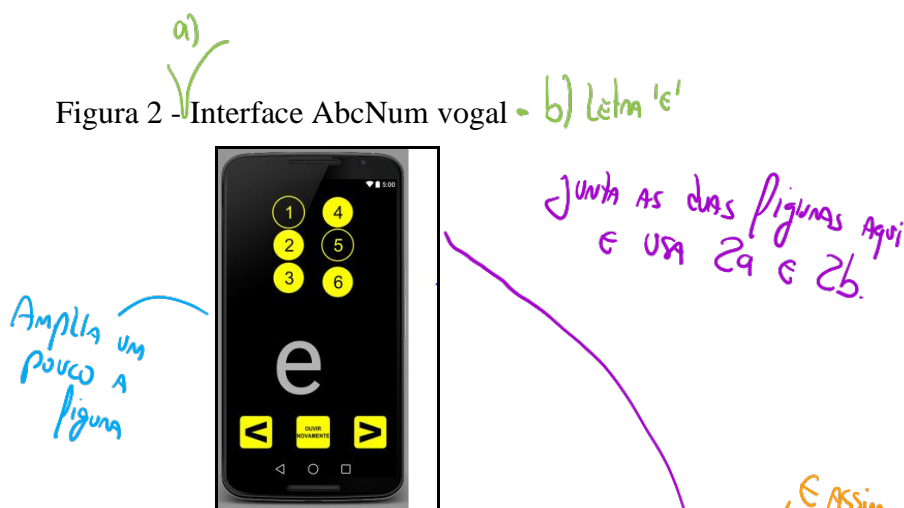 a)
Figura 2 - Interface AbcNum vogal - b) Letra 'e'
5:00
1 4
2 5
3 6
Junta as duas figuras aqui
e usa 2a e 2b.
Amplia um
pouco a
figura
e
< OUVIR NOVAMENTE >
E assim